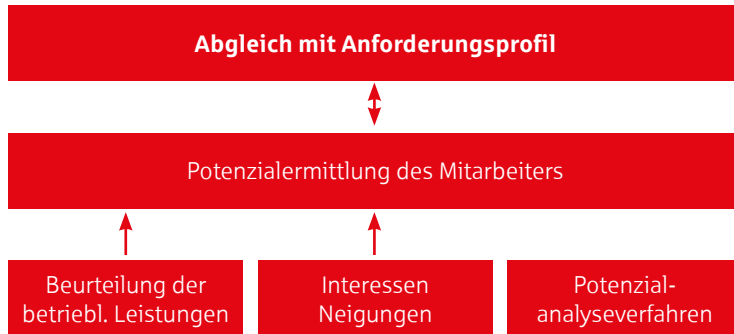 Abgleich mit Anforderungsprofil
Potenzialermittlung des Mitarbeiters
Beurteilung der
betriebl. Leistungen
Interessen
Neigungen
Potenzial-
analyseverfahren